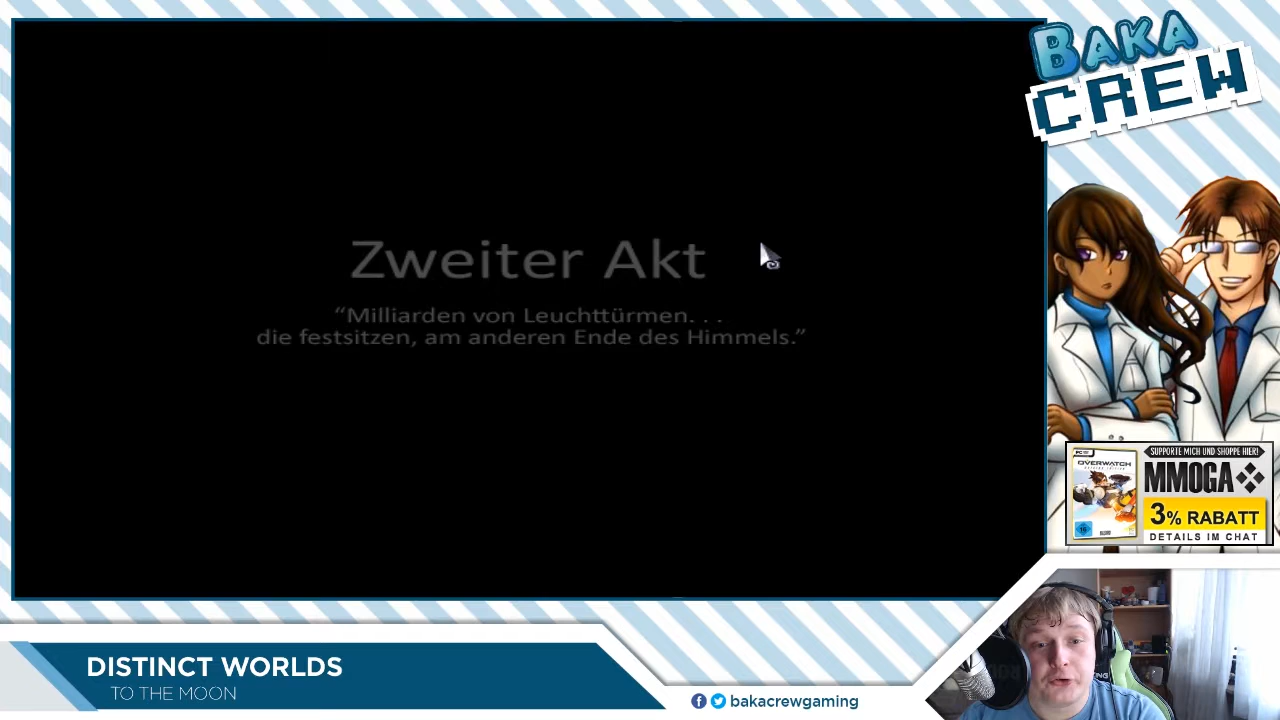 BAKA
CREW
Zweiter Akt
“Milliarden von Leuchttürmen. . .
die festsitzen, am anderen Ende des Himmels.”
SUPPORTE MICH UND SHOPPE HIER!
PC
OVERWATCH
MMOGA
3% RABATT
DETAILS IM CHAT
DISTINCT WORLDS
TO THE MOON
bakacrewgaming